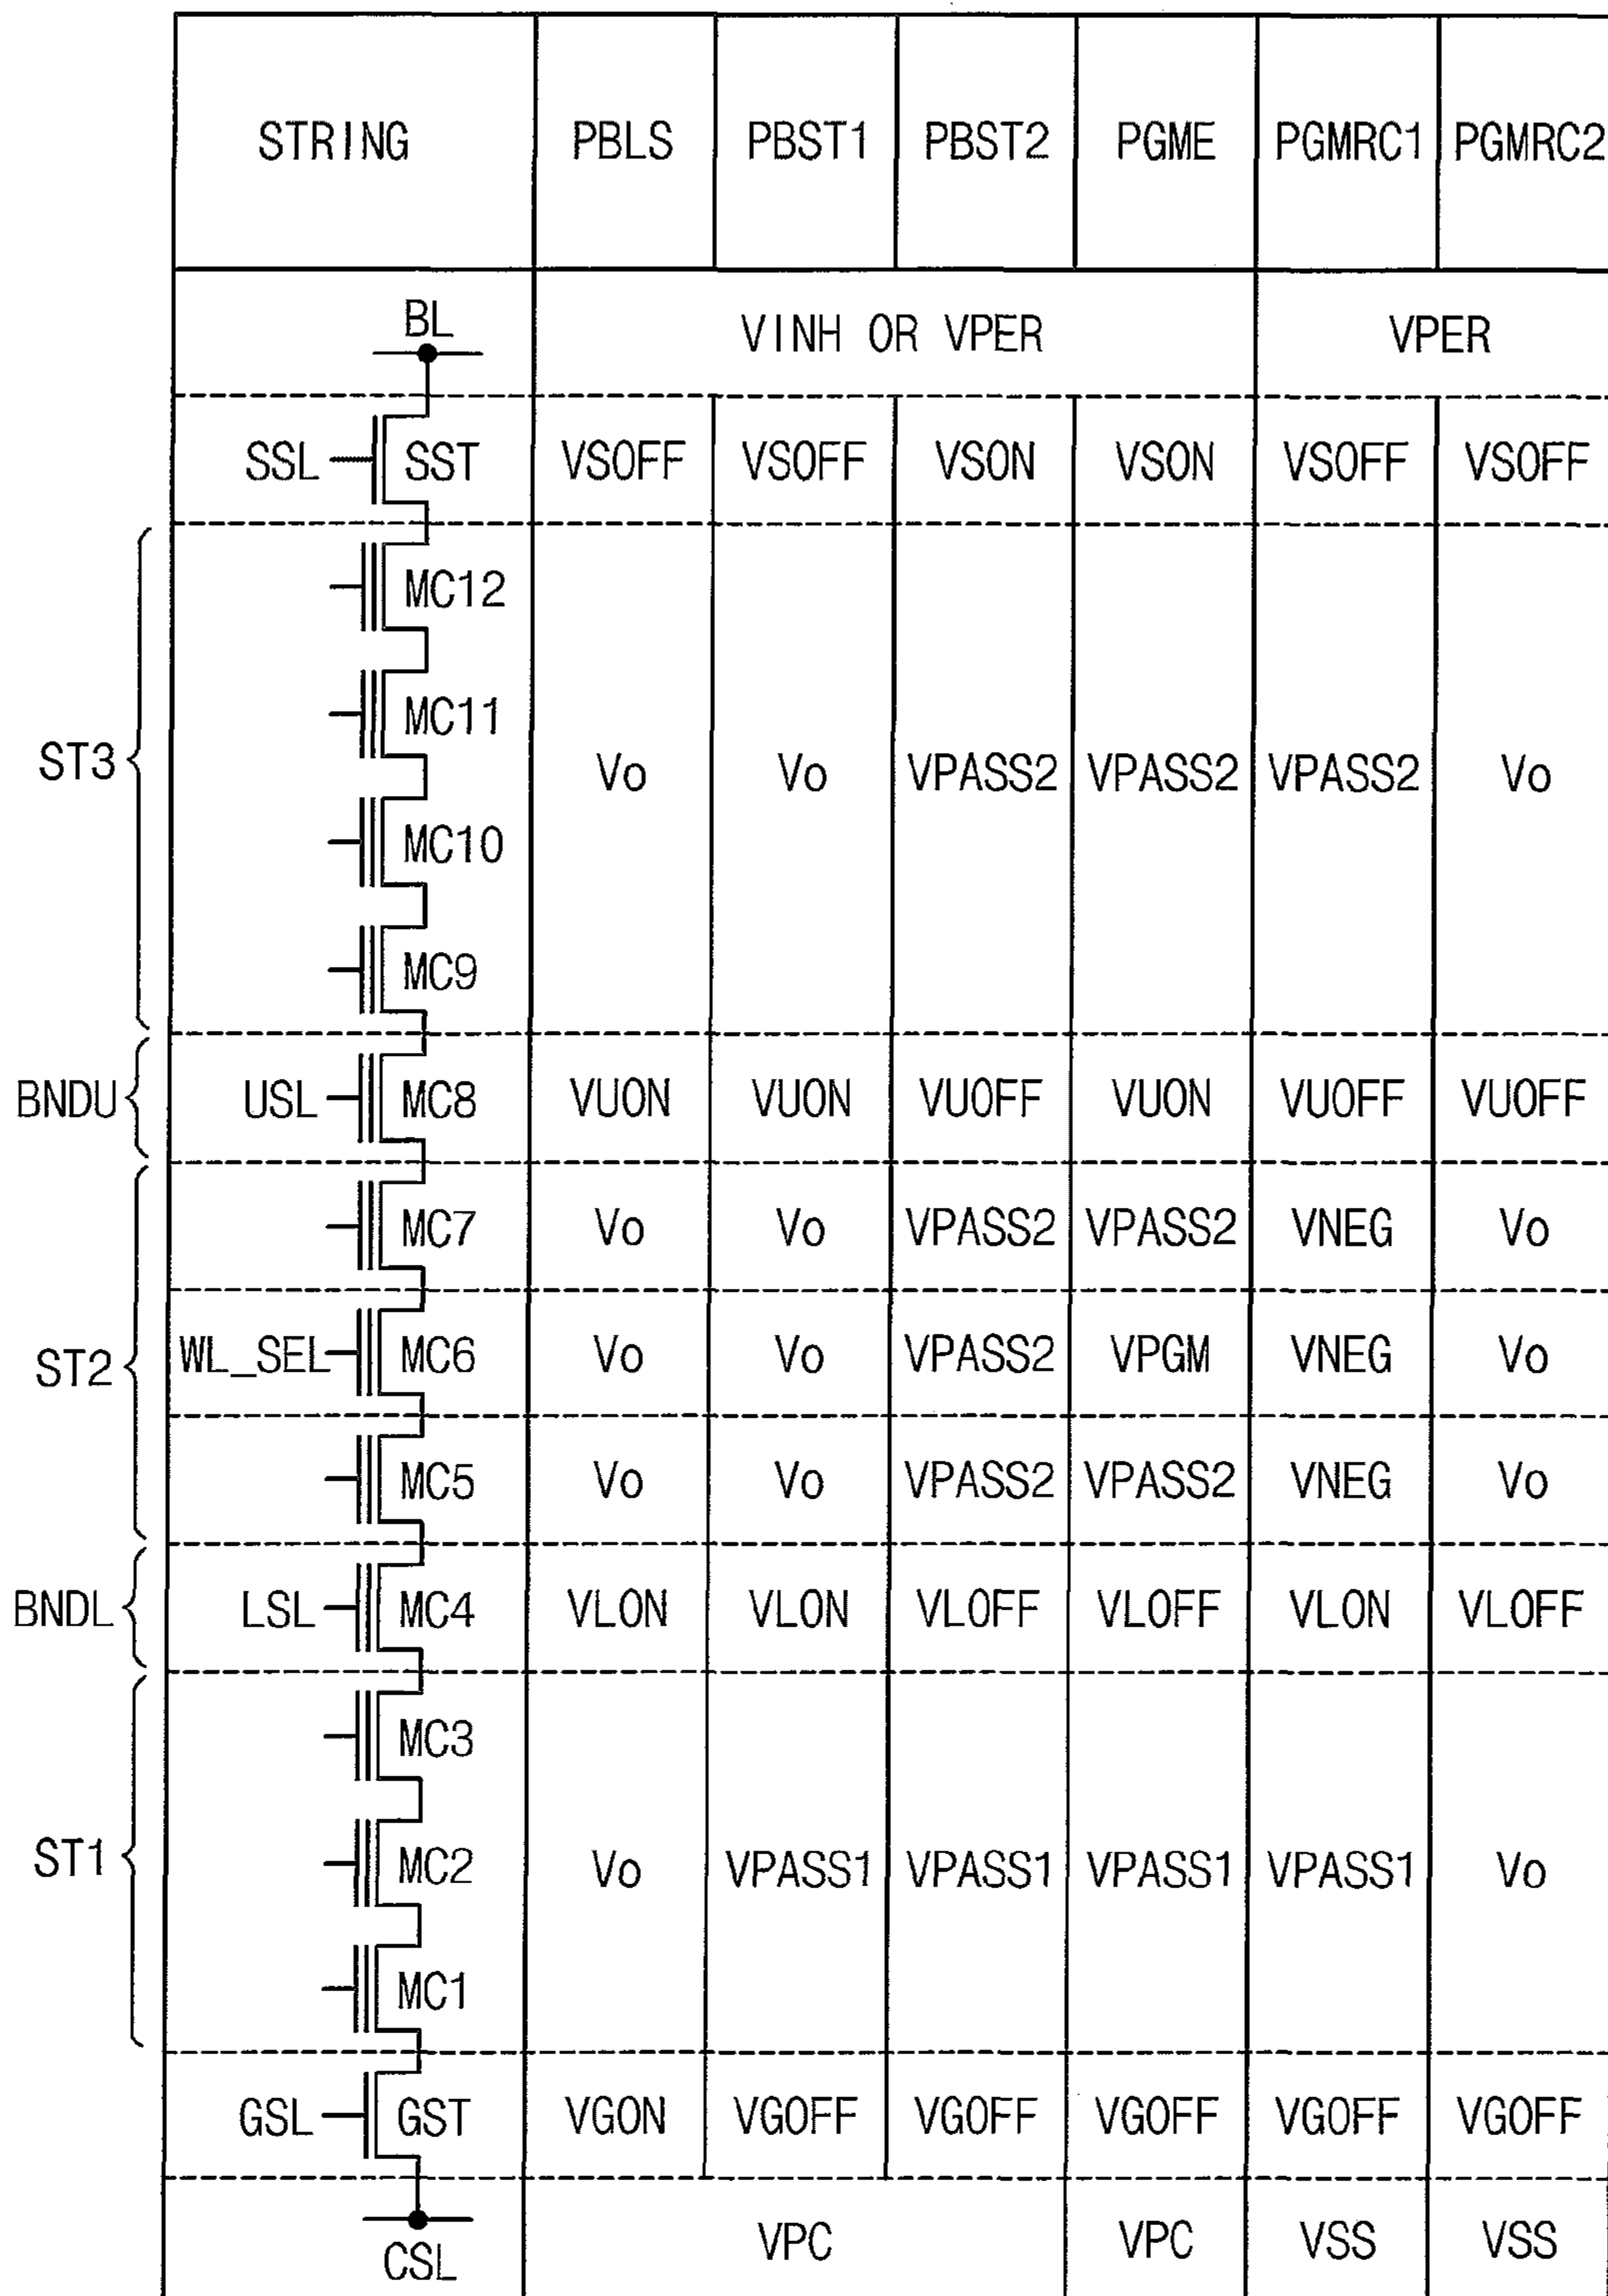 STRING PBLS PBST1 PBST2 PGME PGMRC1 PGMRC2
BL VINH OR VPER VPER
SSL SST VSOFF VSOFF VSON VSON VSOFF VSOFF
MC12
MC11
ST3 Vo Vo VPASS2 VPASS2 VPASS2 Vo
MC10
MC9
BNDU USL MC8 VUON VUON VUOFF VUON VUOFF VUOFF
MC7 Vo Vo VPASS2 VPASS2 VNEG Vo
ST2 WL_SEL MC6 Vo Vo VPASS2 VPGM VNEG Vo
MC5 Vo Vo VPASS2 VPASS2 VNEG Vo
BNDL LSL MC4 VLON VLON VLOFF VLOFF VLON VLOFF
MC3
ST1 MC2 Vo VPASS1 VPASS1 VPASS1 VPASS1 Vo
MC1
GSL GST VGON VGOFF VGOFF VGOFF VGOFF VGOFF
CSL VPC VPC VSS VSS